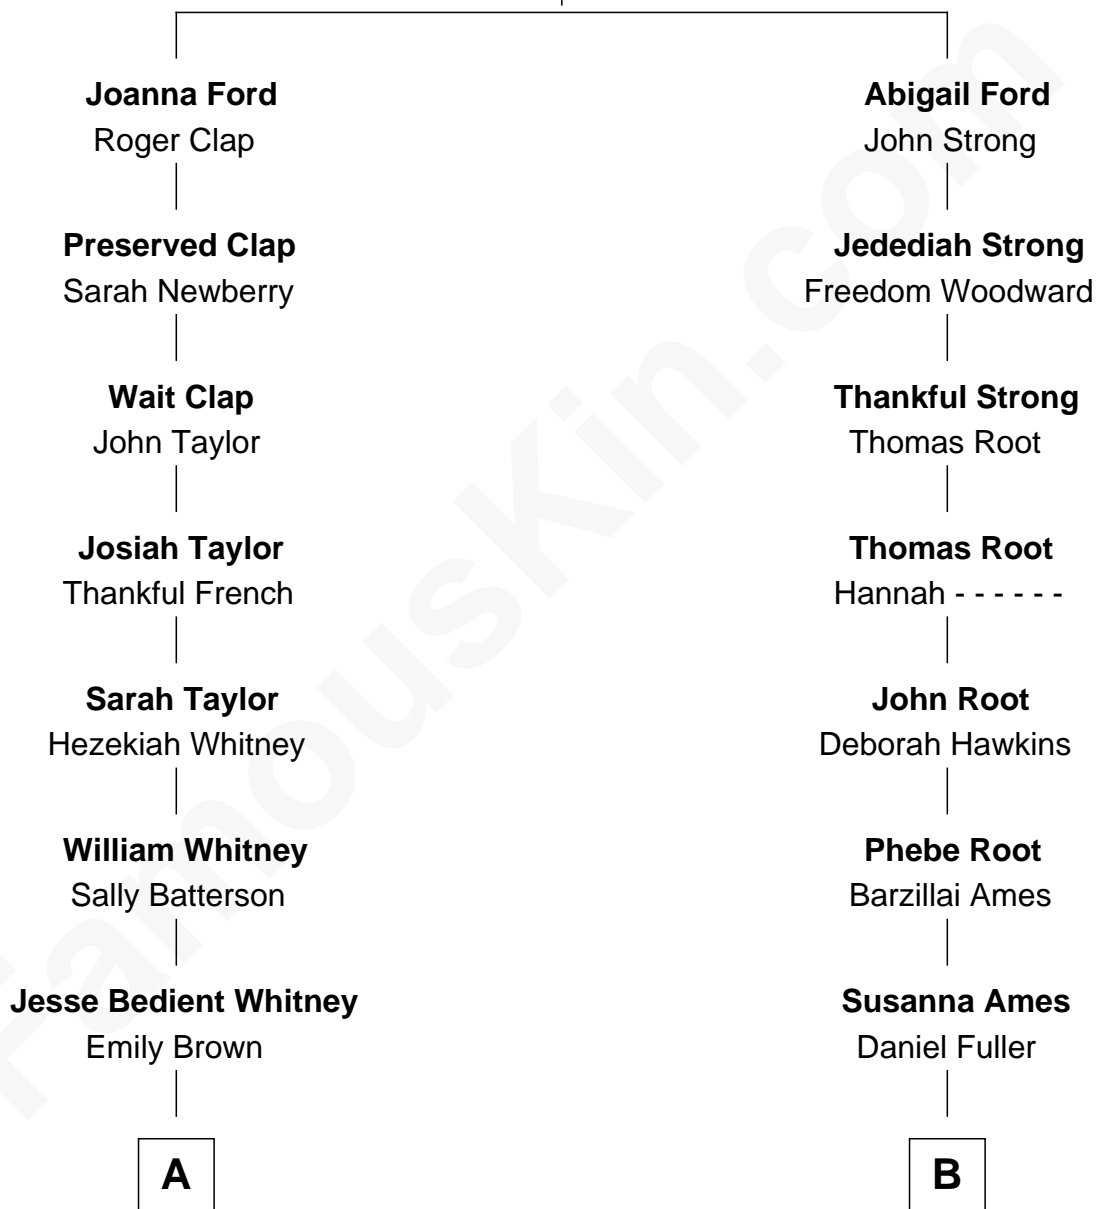 Joanna Ford
Roger Clap
Preserved Clap
Sarah Newberry
Wait Clap
John Taylor
Josiah Taylor
Thankful French
Sarah Taylor
Hezekiah Whitney
William Whitney
Sally Batterson
Jesse Bedient Whitney
Emily Brown
A
Abigail Ford
John Strong
Jedediah Strong
Freedom Woodward
Thankful Strong
Thomas Root
Thomas Root
Hannah - - - - - -
John Root
Deborah Hawkins
Phebe Root
Barzillai Ames
Susanna Ames
Daniel Fuller
B
FamousKin.com